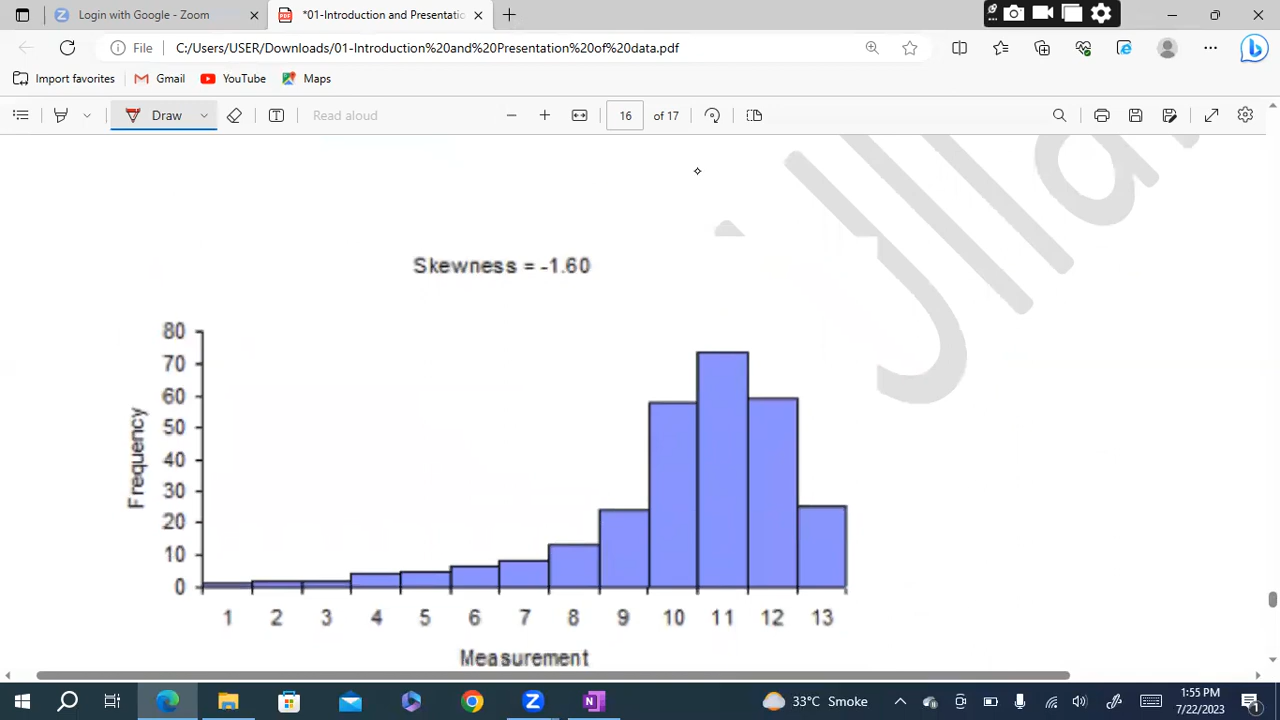 Login with Google - Zoom
*01-Introduction and Presentatio
File
C:/Users/USER/Downloads/01-Introduction%20and%20Presentation%20of%20data.pdf
Import favorites
Gmail
YouTube
Maps
Draw
Read aloud
16 of 17
Skewness = -1.60
80
70
60
50
40
30
20
10
0
Frequency
1 2 3 4 5 6 7 8 9 10 11 12 13
Measurement
33°C Smoke
1:55 PM
7/22/2023